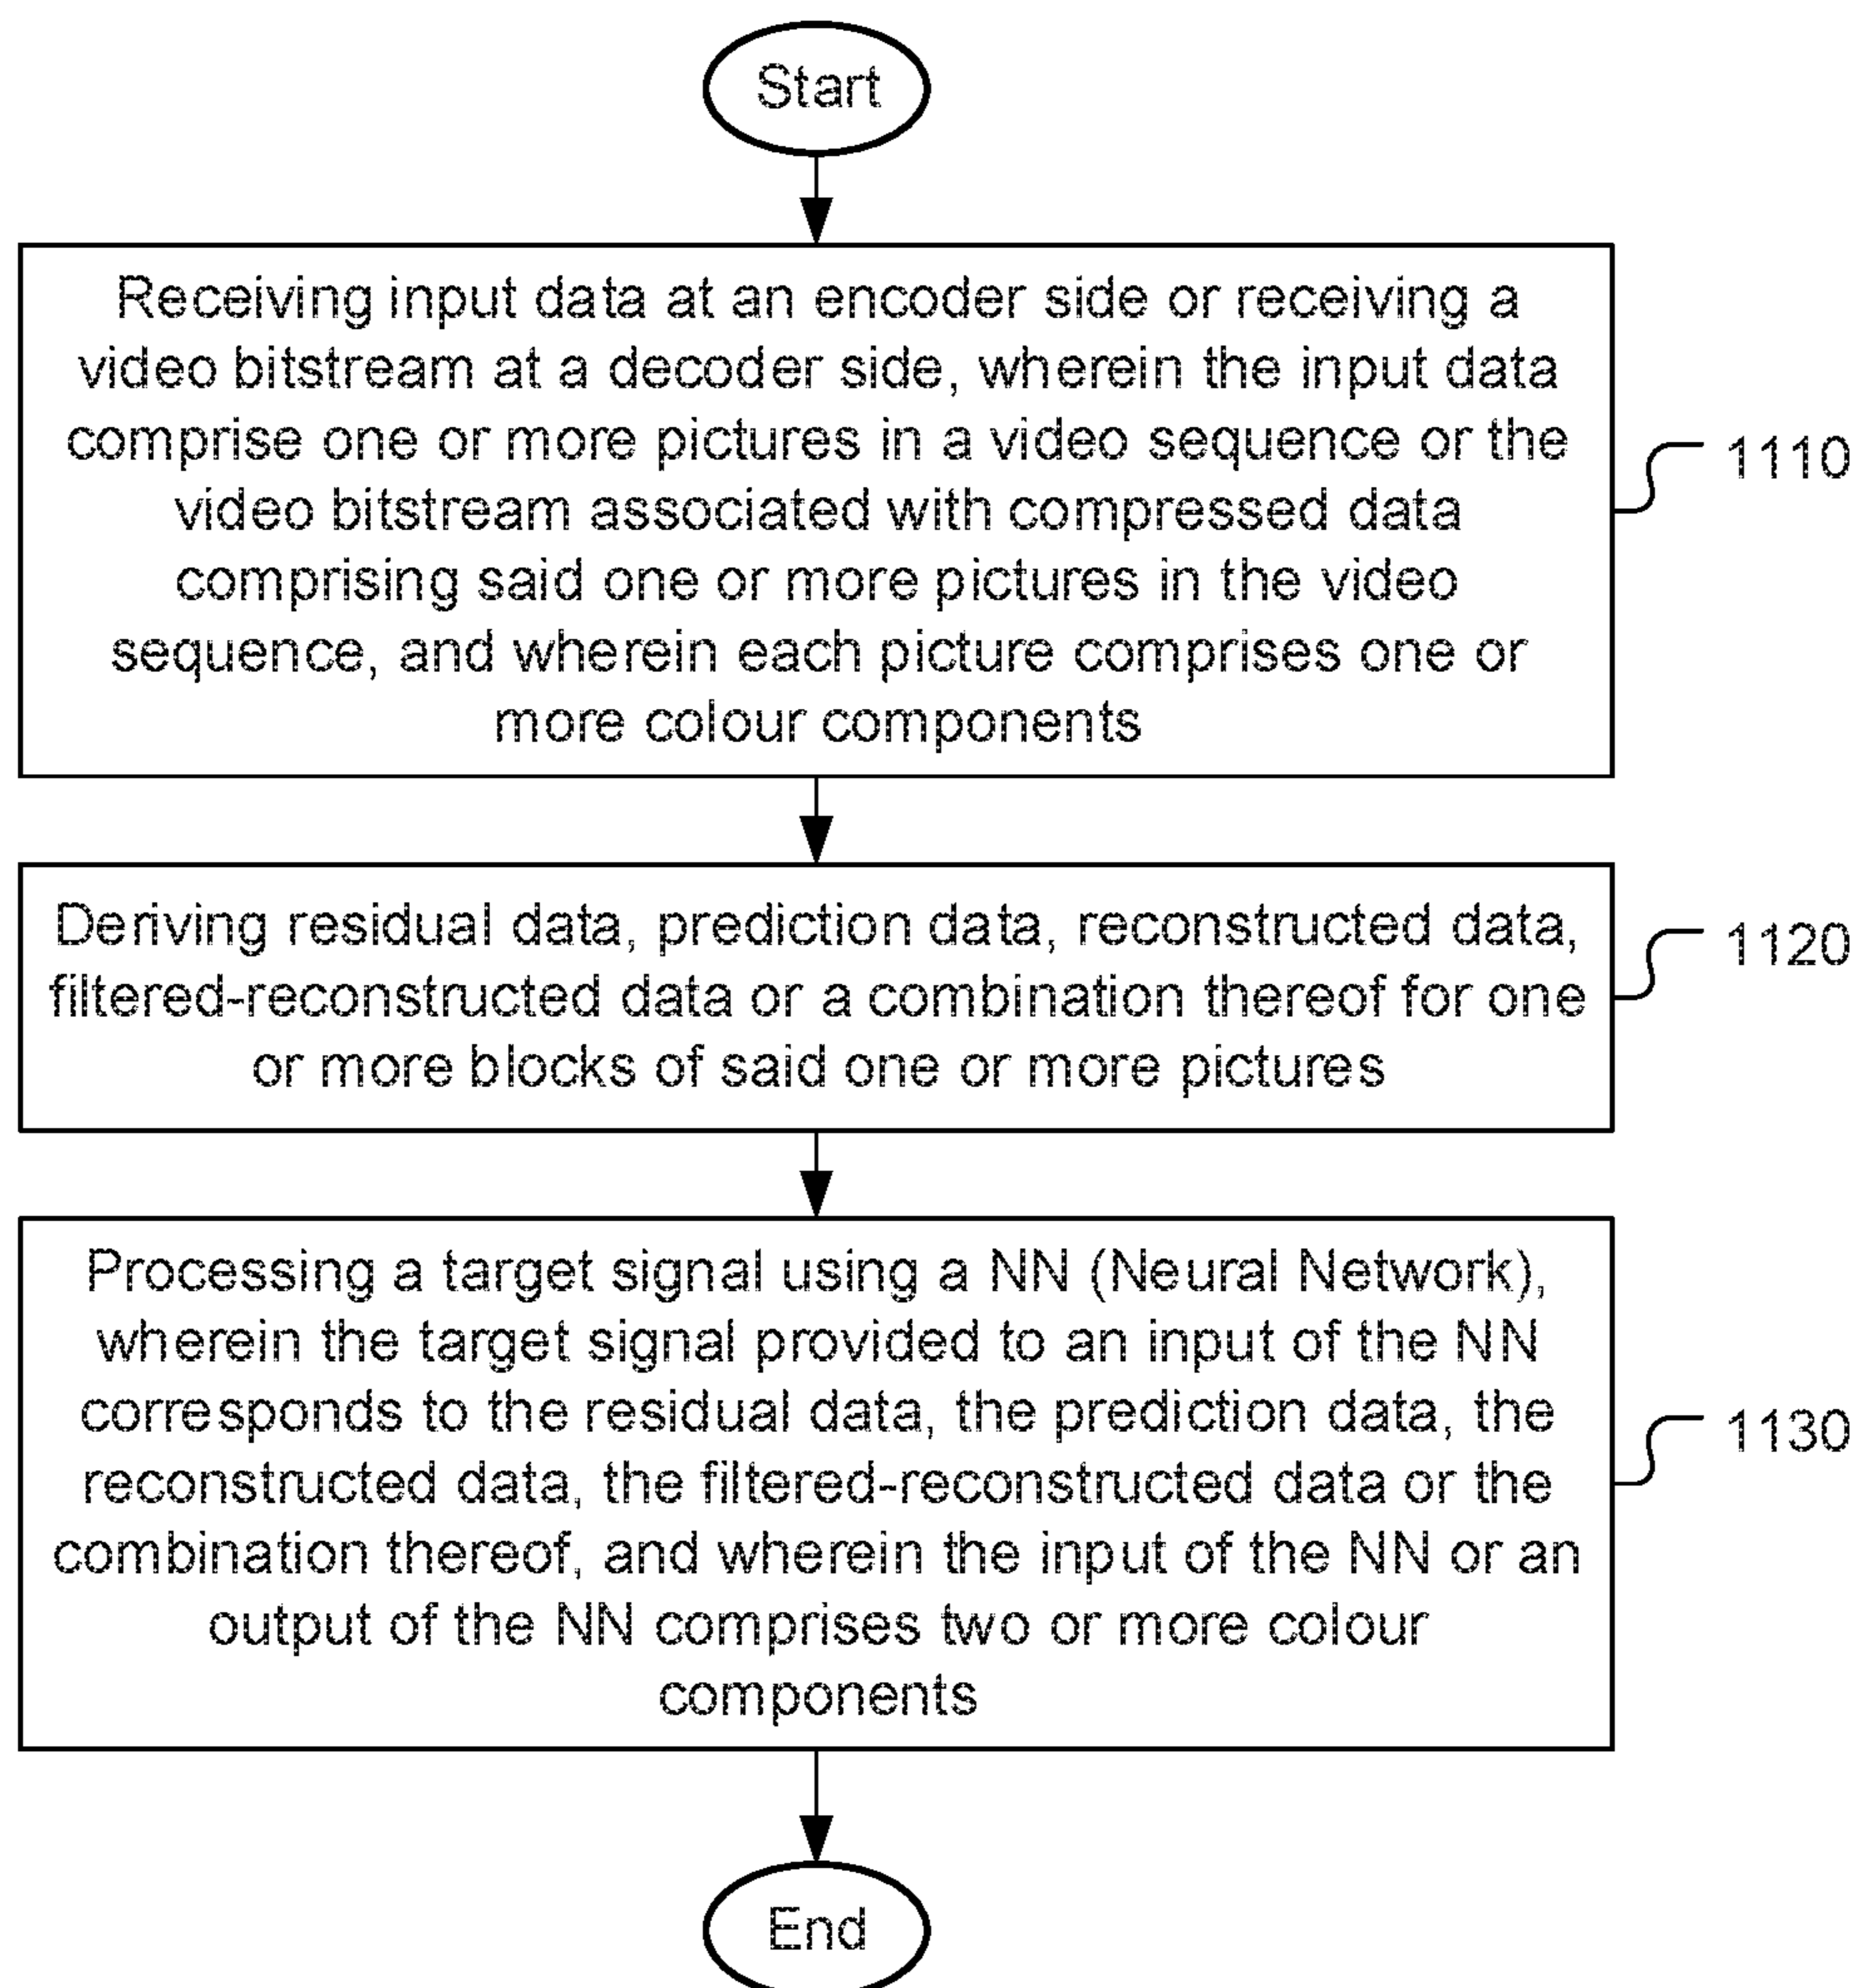 Start
Receiving input data at an encoder side or receiving a
video bitstream at a decoder side, wherein the input data
comprise one or more pictures in a video sequence or the
video bitstream associated with compressed data
comprising said one or more pictures in the video
sequence, and wherein each picture comprises one or
more colour components
1110
Deriving residual data, prediction data, reconstructed data,
filtered-reconstructed data or a combination thereof for one
or more blocks of said one or more pictures
1120
Processing a target signal using a NN (Neural Network),
wherein the target signal provided to an input of the NN
corresponds to the residual data, the prediction data, the
reconstructed data, the filtered-reconstructed data or the
combination thereof, and wherein the input of the NN or an
output of the NN comprises two or more colour
components
1130
End